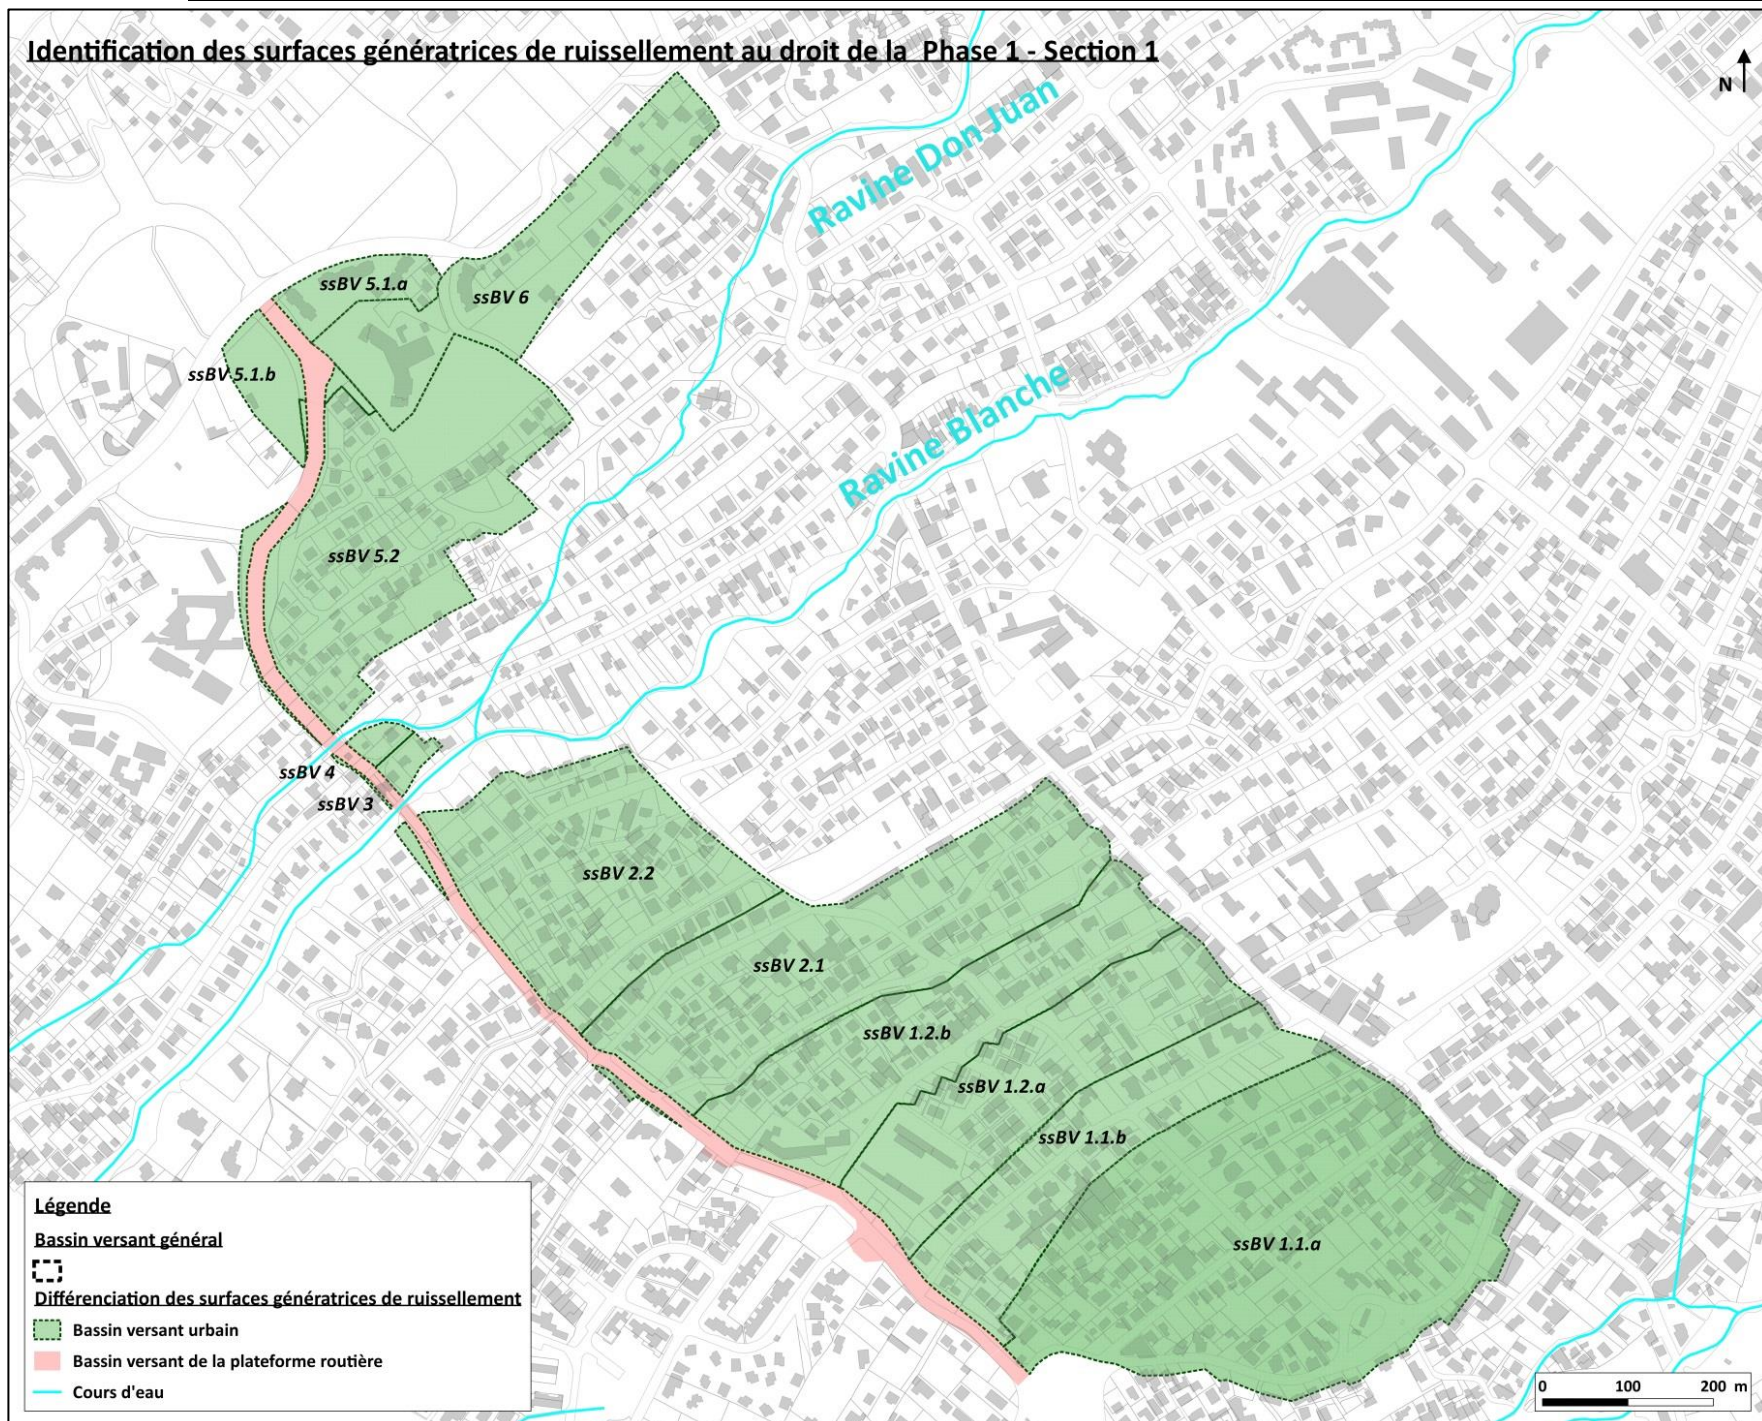 Identification des surfaces génératrices de ruissellement au droit de la  Phase 1 - Section 1
N
Ravine Don Juan
ssBV 5.1.a
ssBV 6
ssBV 5.1.b
Ravine Blanche
ssBV 5.2
ssBV 4
ssBV 3
ssBV 2.2
ssBV 2.1
ssBV 1.2.b
ssBV 1.2.a
ssBV 1.1.b
ssBV 1.1.a
Légende
Bassin versant général
Différenciation des surfaces génératrices de ruissellement
Bassin versant urbain
Bassin versant de la plateforme routière
Cours d'eau
0 100 200 m